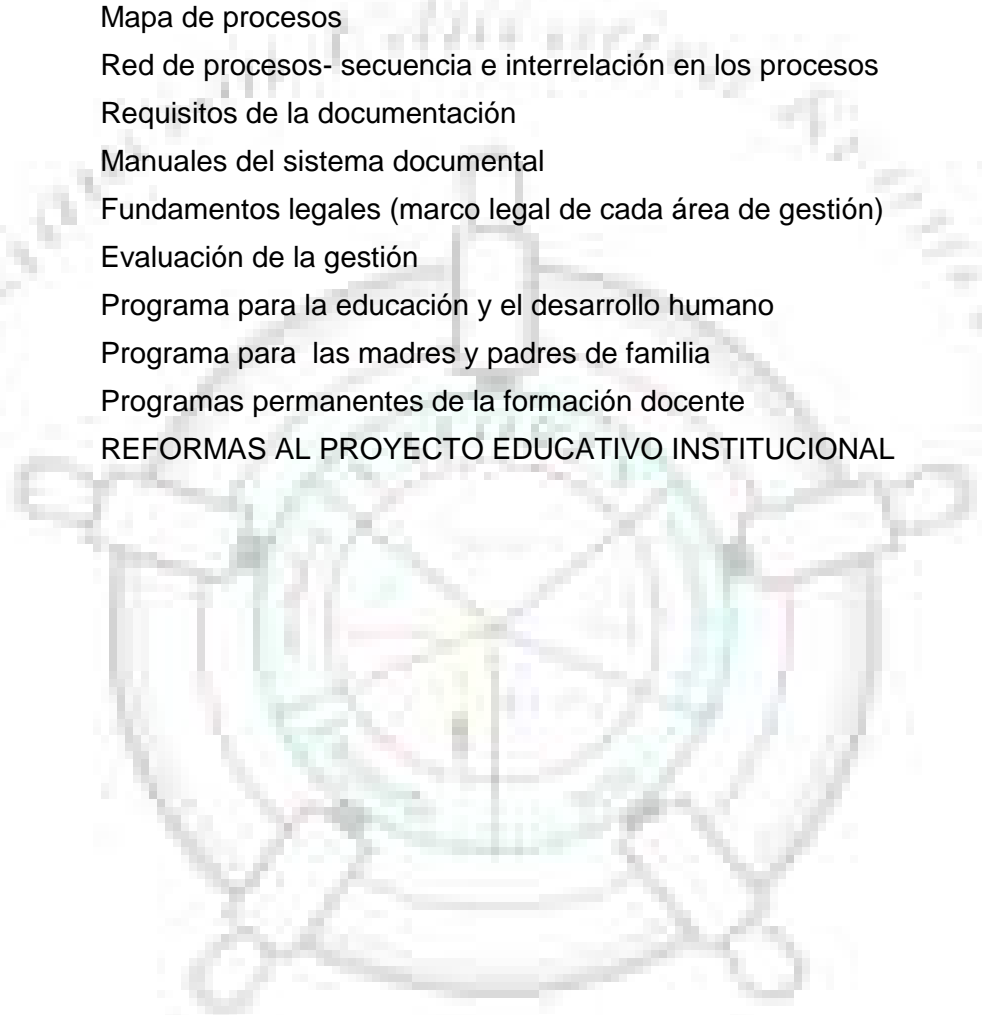 Mapa de procesos
Red de procesos- secuencia e interrelación en los procesos
Requisitos de la documentación
Manuales del sistema documental
Fundamentos legales (marco legal de cada área de gestión)
Evaluación de la gestión
Programa para la educación y el desarrollo humano
Programa para  las madres y padres de familia
Programas permanentes de la formación docente
REFORMAS AL PROYECTO EDUCATIVO INSTITUCIONAL